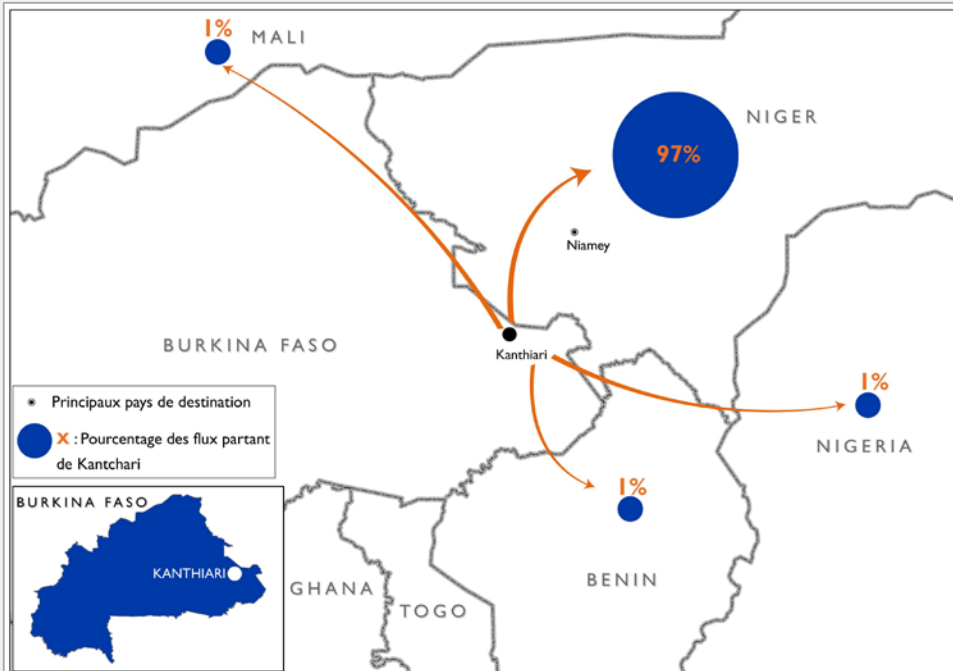 1%
MALI
NIGER
97%
Niamey
Kanthiari
BURKINA FASO
1%
NIGERIA
• Principaux pays de destination
X : Pourcentage des flux partant
de Kantchari
1%
BENIN
BURKINA FASO
KANTHIARI
GHANA
TOGO